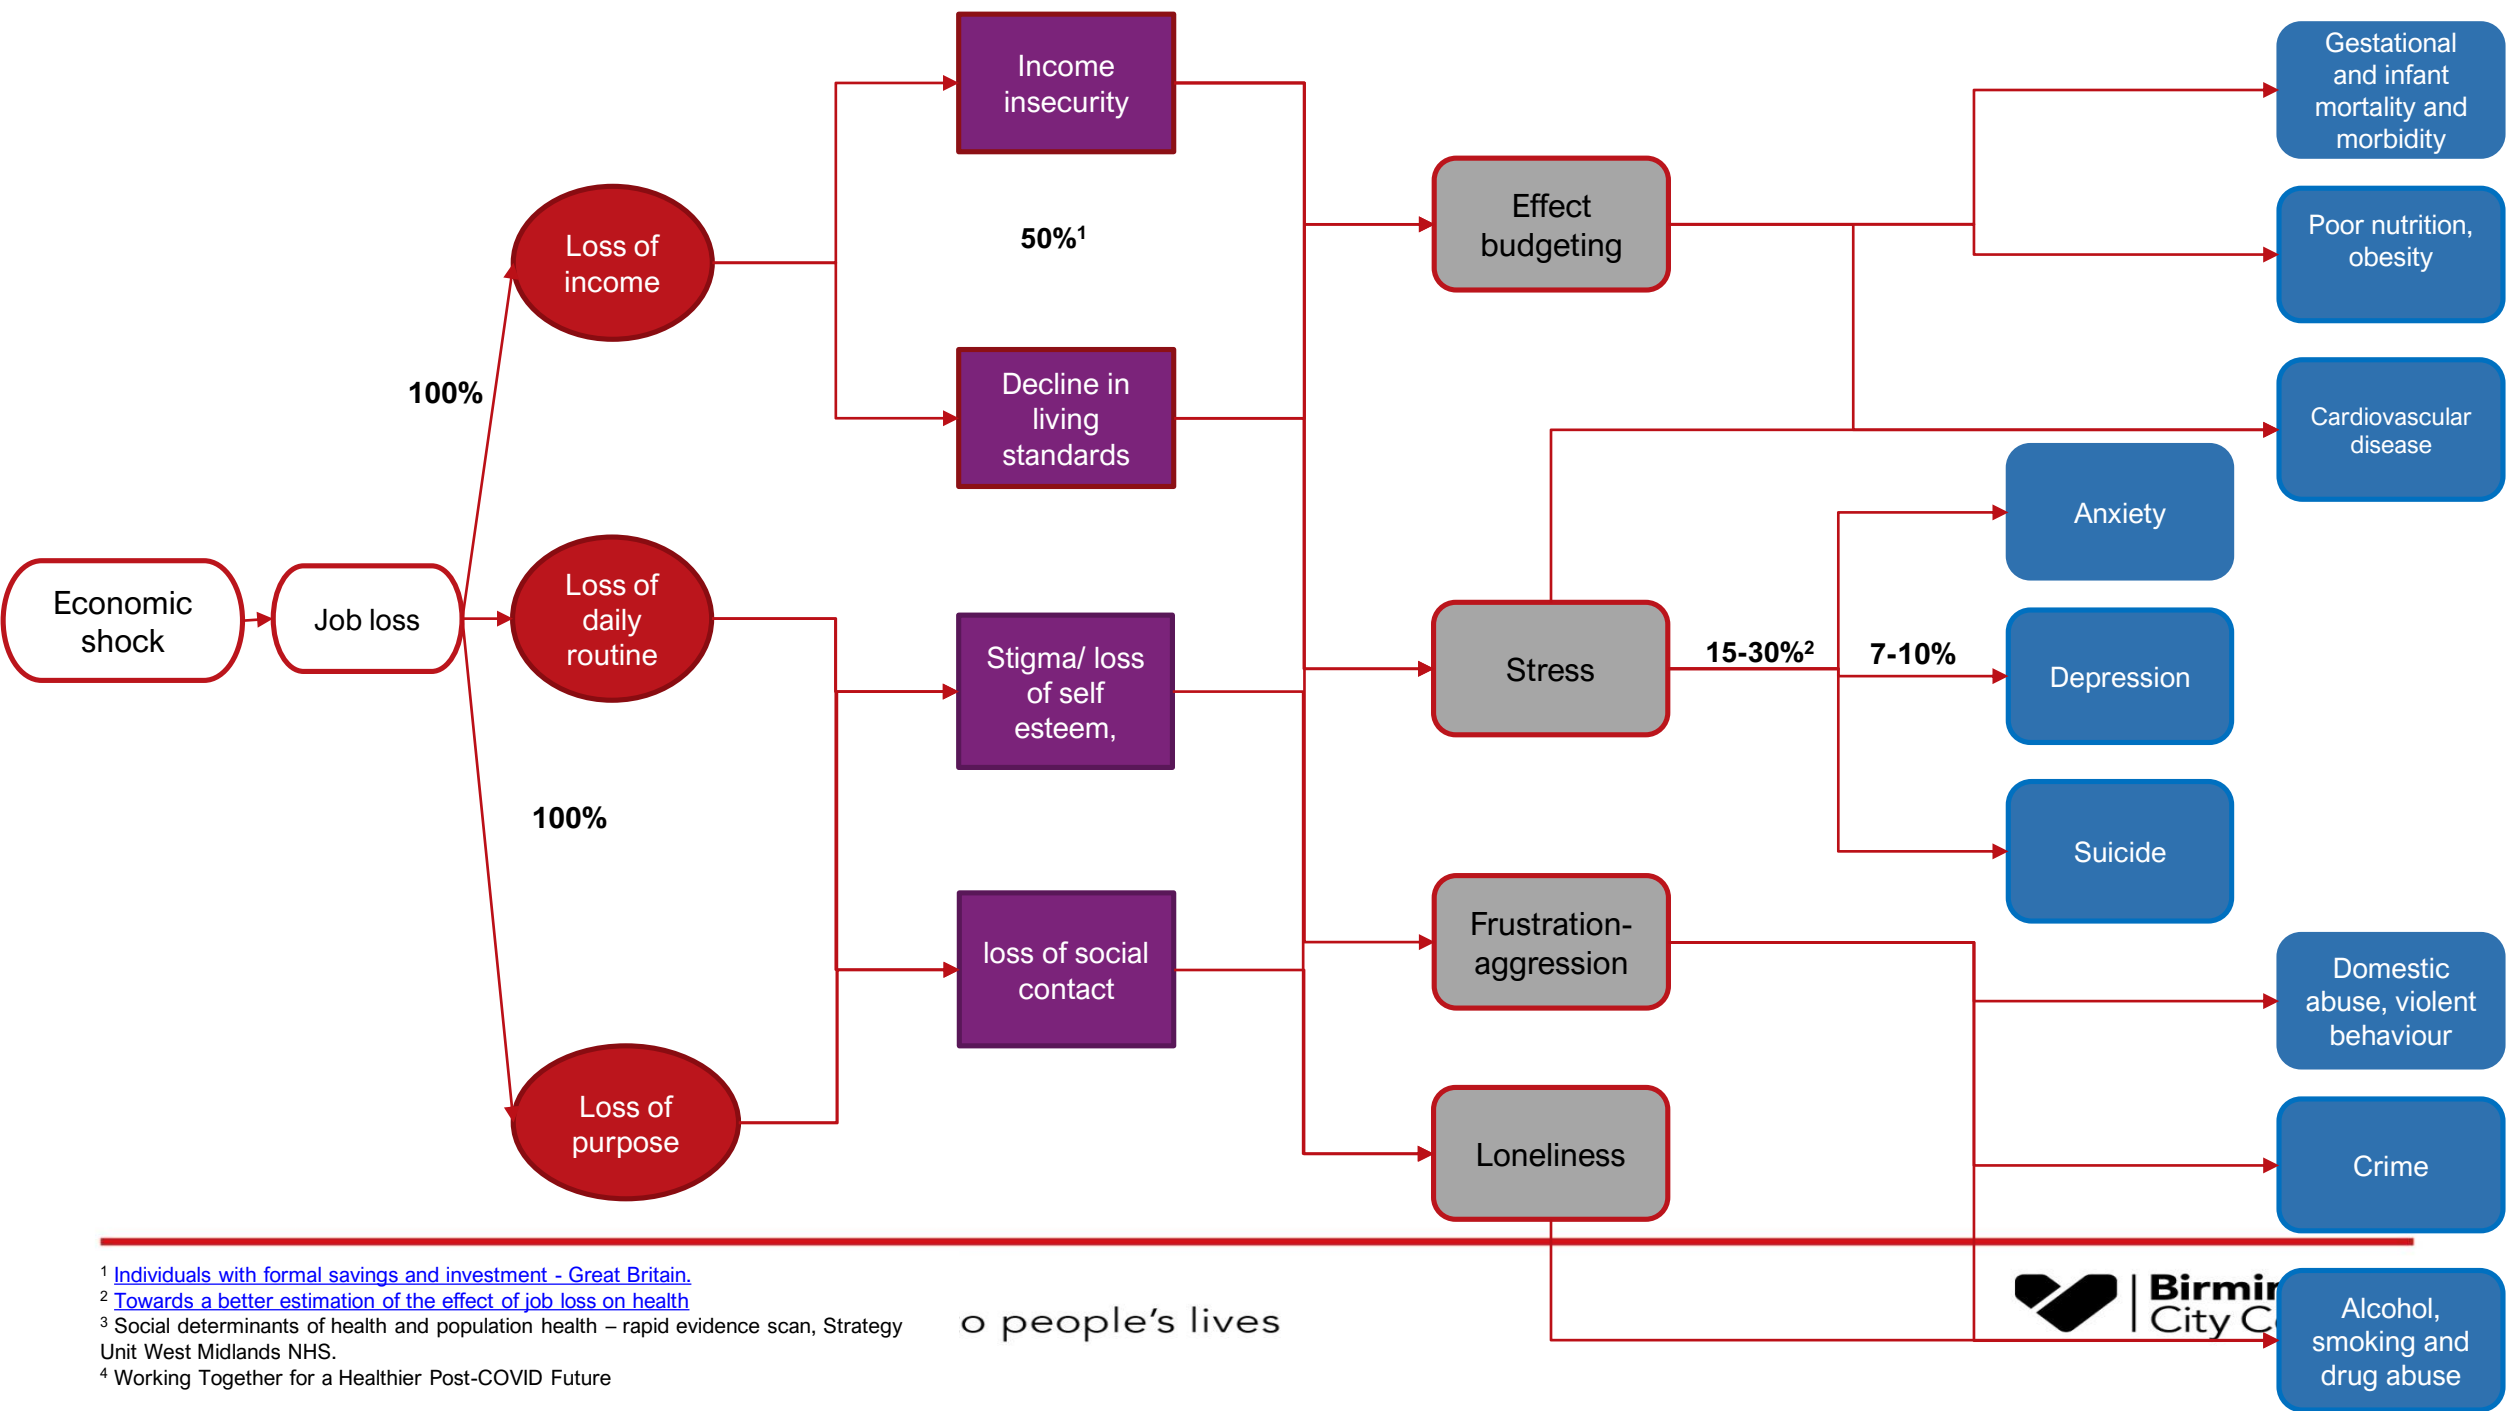 Economic
shock
Job loss
100%
100%
Loss of
income
Loss of
daily
routine
Loss of
purpose
Income
insecurity
50%¹
Decline in
living
standards
Stigma/ loss
of self
esteem,
loss of social
contact
Effect
budgeting
Stress
Frustration-
aggression
Loneliness
15-30%²
7-10%
Anxiety
Depression
Suicide
Gestational
and infant
mortality and
morbidity
Poor nutrition,
obesity
Cardiovascular
disease
Domestic
abuse, violent
behaviour
Crime
Alcohol,
smoking and
drug abuse
¹ Individuals with formal savings and investment - Great Britain.
² Towards a better estimation of the effect of job loss on health
³ Social determinants of health and population health – rapid evidence scan, Strategy
Unit West Midlands NHS.
⁴ Working Together for a Healthier Post-COVID Future
o people's lives
City